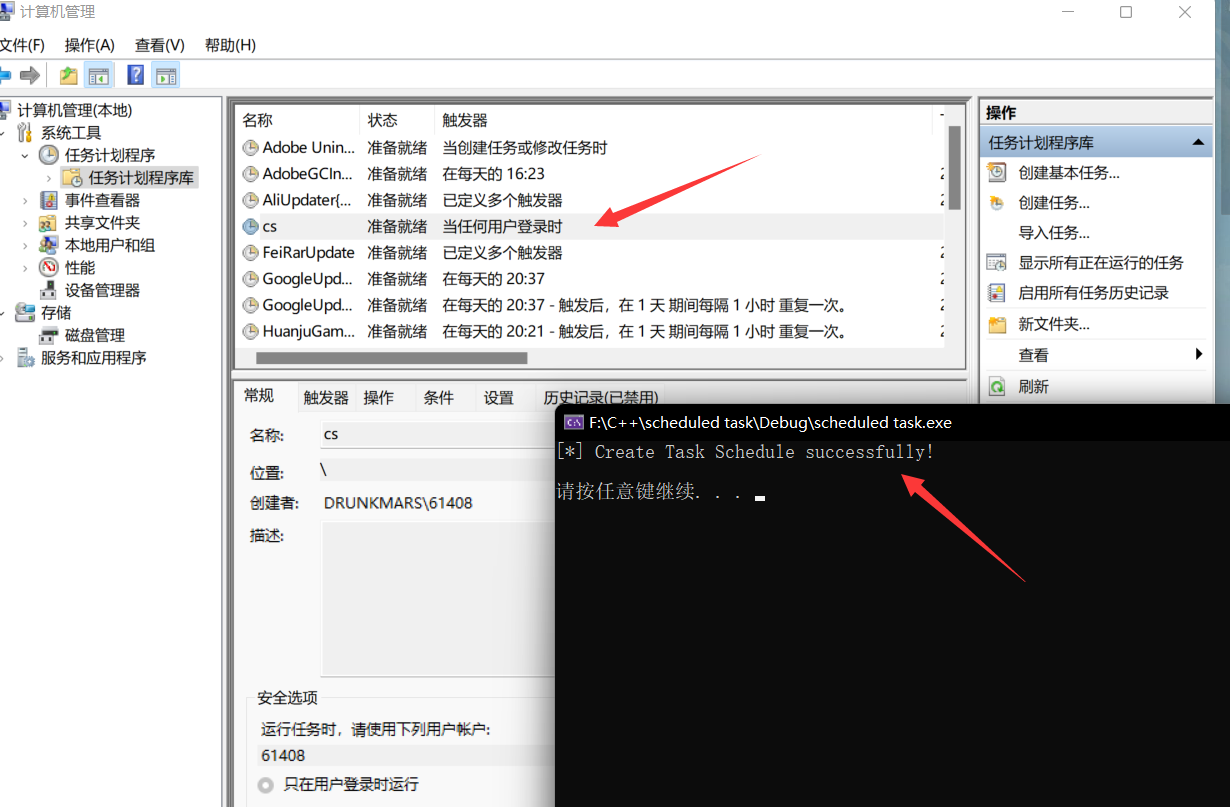 计算机管理
文件(F) 操作(A) 查看(V) 帮助(H)
计算机管理(本地)
系统工具
任务计划程序
任务计划程序库
事件查看器
共享文件夹
本地用户和组
性能
设备管理器
存储
磁盘管理
服务和应用程序
名称 状态 触发器
Adobe Unin... 准备就绪 当创建任务或修改任务时
AdobeGCIn... 准备就绪 在每天的 16:23
AliUpdater{... 准备就绪 已定义多个触发器
cs 准备就绪 当任何用户登录时
FeiRarUpdate 准备就绪 已定义多个触发器
GoogleUpd... 准备就绪 在每天的 20:37
GoogleUpd... 准备就绪 在每天的 20:37 - 触发后，在 1 天 期间每隔 1 小时 重复一次。
HuanjuGam... 准备就绪 在每天的 20:21 - 触发后，在 1 天 期间每隔 1 小时 重复一次。
常规 触发器 操作 条件 设置 历史记录(已禁用)
名称: cs
位置: \
创建者: DRUNKMARS\61408
描述:
安全选项
运行任务时，请使用下列用户帐户:
61408
只在用户登录时运行
操作
任务计划程序库
创建基本任务...
创建任务...
导入任务...
显示所有正在运行的任务
启用所有任务历史记录
新文件夹...
查看
刷新
F:\C++\scheduled task\Debug\scheduled task.exe
[*] Create Task Schedule successfully!
请按任意键继续. . .